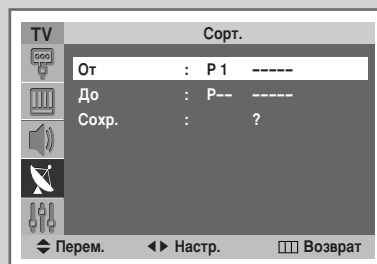 TV Сорт.
От : P 1 –––––
До : P–– –––––
Сохр. : ?
Перем. Настр. Возврат